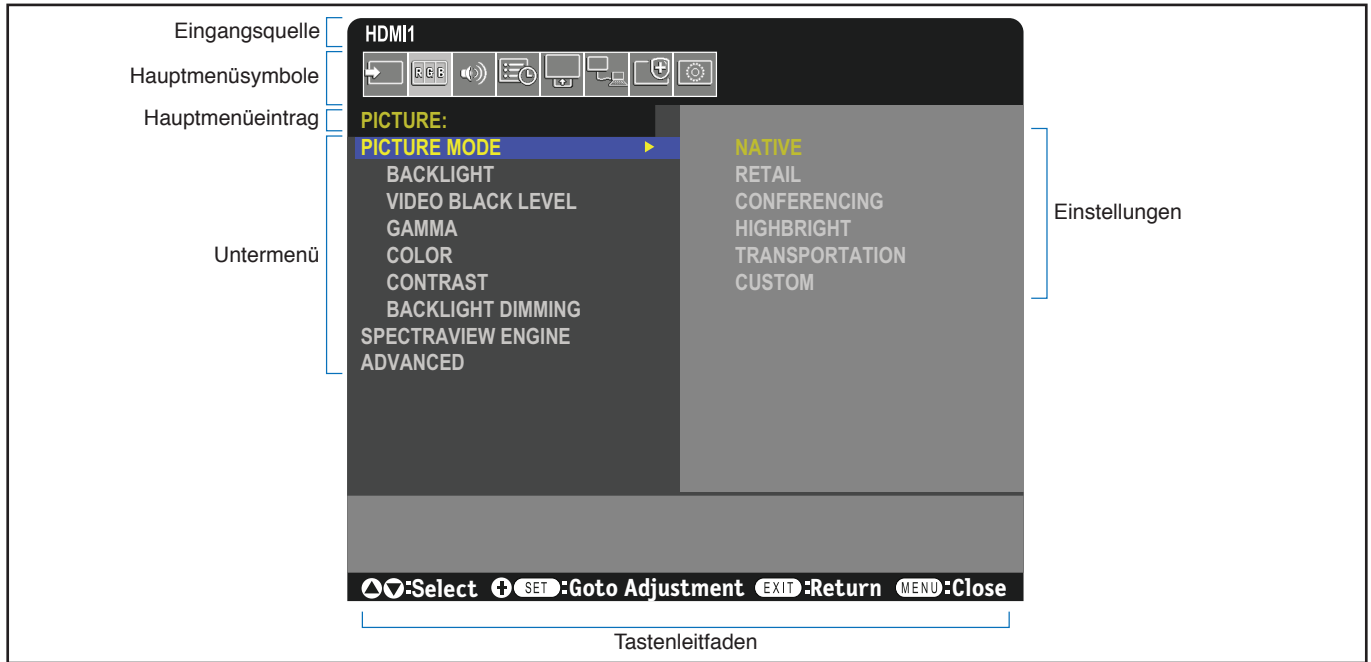 Eingangsquelle
HDMI1
Hauptmenüsymbole
RGB
Hauptmenüeintrag
PICTURE:
Untermenü
PICTURE MODE
BACKLIGHT
VIDEO BLACK LEVEL
GAMMA
COLOR
CONTRAST
BACKLIGHT DIMMING
SPECTRAVIEW ENGINE
ADVANCED
NATIVE
RETAIL
CONFERENCING
HIGHBRIGHT
TRANSPORTATION
CUSTOM
Einstellungen
:Select SET :Goto Adjustment EXIT :Return MENU :Close
Tastenleitfaden